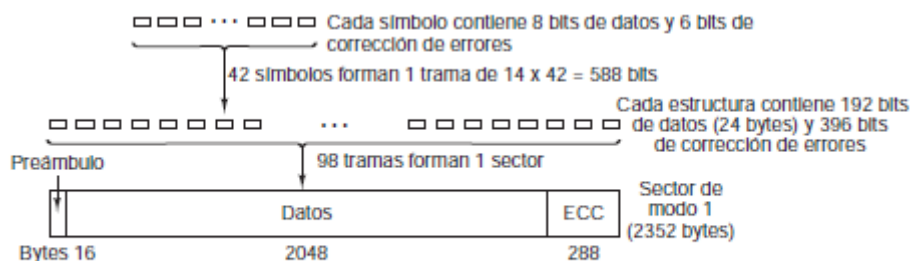 Cada símbolo contiene 8 bits de datos y 6 bits de
corrección de errores
42 símbolos forman 1 trama de 14 x 42 = 588 bits
Cada estructura contiene 192 bits
de datos (24 bytes) y 396 bits
de corrección de errores
...
98 tramas forman 1 sector
Preámbulo
Datos
ECC
Sector de
modo 1
(2352 bytes)
Bytes 16
2048
288